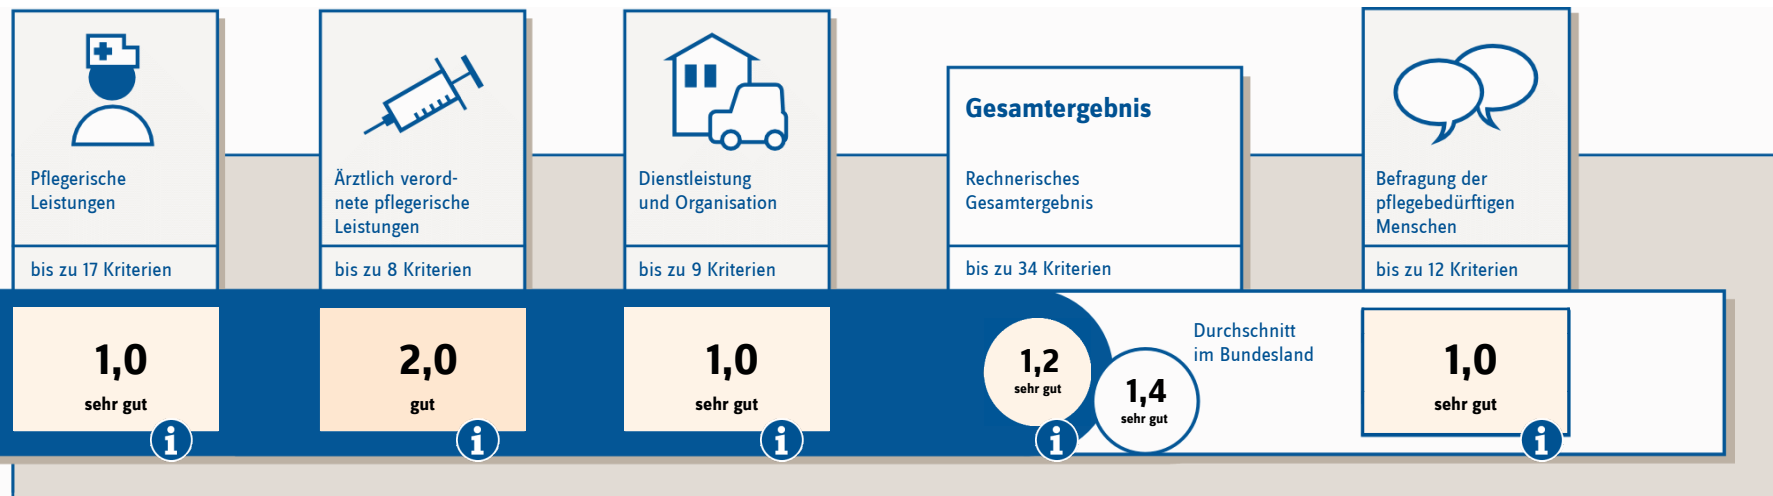 Pflegerische
Leistungen
bis zu 17 Kriterien
1,0
sehr gut
i
Ärztlich verord-
nete pflegerische
Leistungen
bis zu 8 Kriterien
2,0
gut
i
Dienstleistung
und Organisation
bis zu 9 Kriterien
1,0
sehr gut
i
Gesamtergebnis
Rechnerisches
Gesamtergebnis
bis zu 34 Kriterien
1,2
sehr gut
i
1,4
sehr gut
Durchschnitt
im Bundesland
Befragung der
pflegebedürftigen
Menschen
bis zu 12 Kriterien
1,0
sehr gut
i